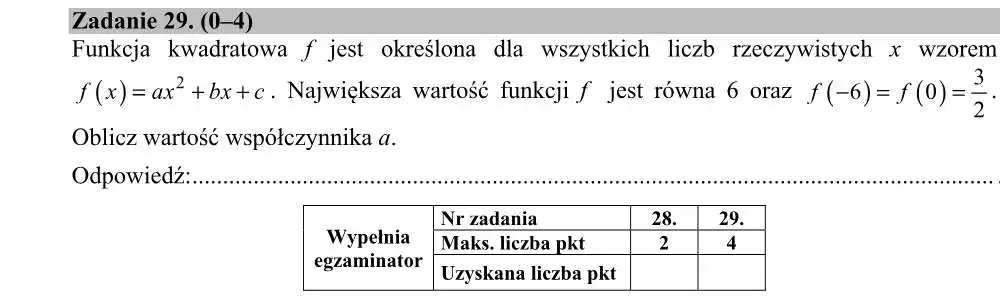 Zadanie 29. (0–4)
Funkcja kwadratowa f jest określona dla wszystkich liczb rzeczywistych x wzorem
f(x) = ax² + bx + c . Największa wartość funkcji f jest równa 6 oraz f(−6) = f(0) = 3/2 .
Oblicz wartość współczynnika a.
Odpowiedź:..........................................................................................................................
Wypełnia egzaminator
Nr zadania 28. 29.
Maks. liczba pkt 2 4
Uzyskana liczba pkt